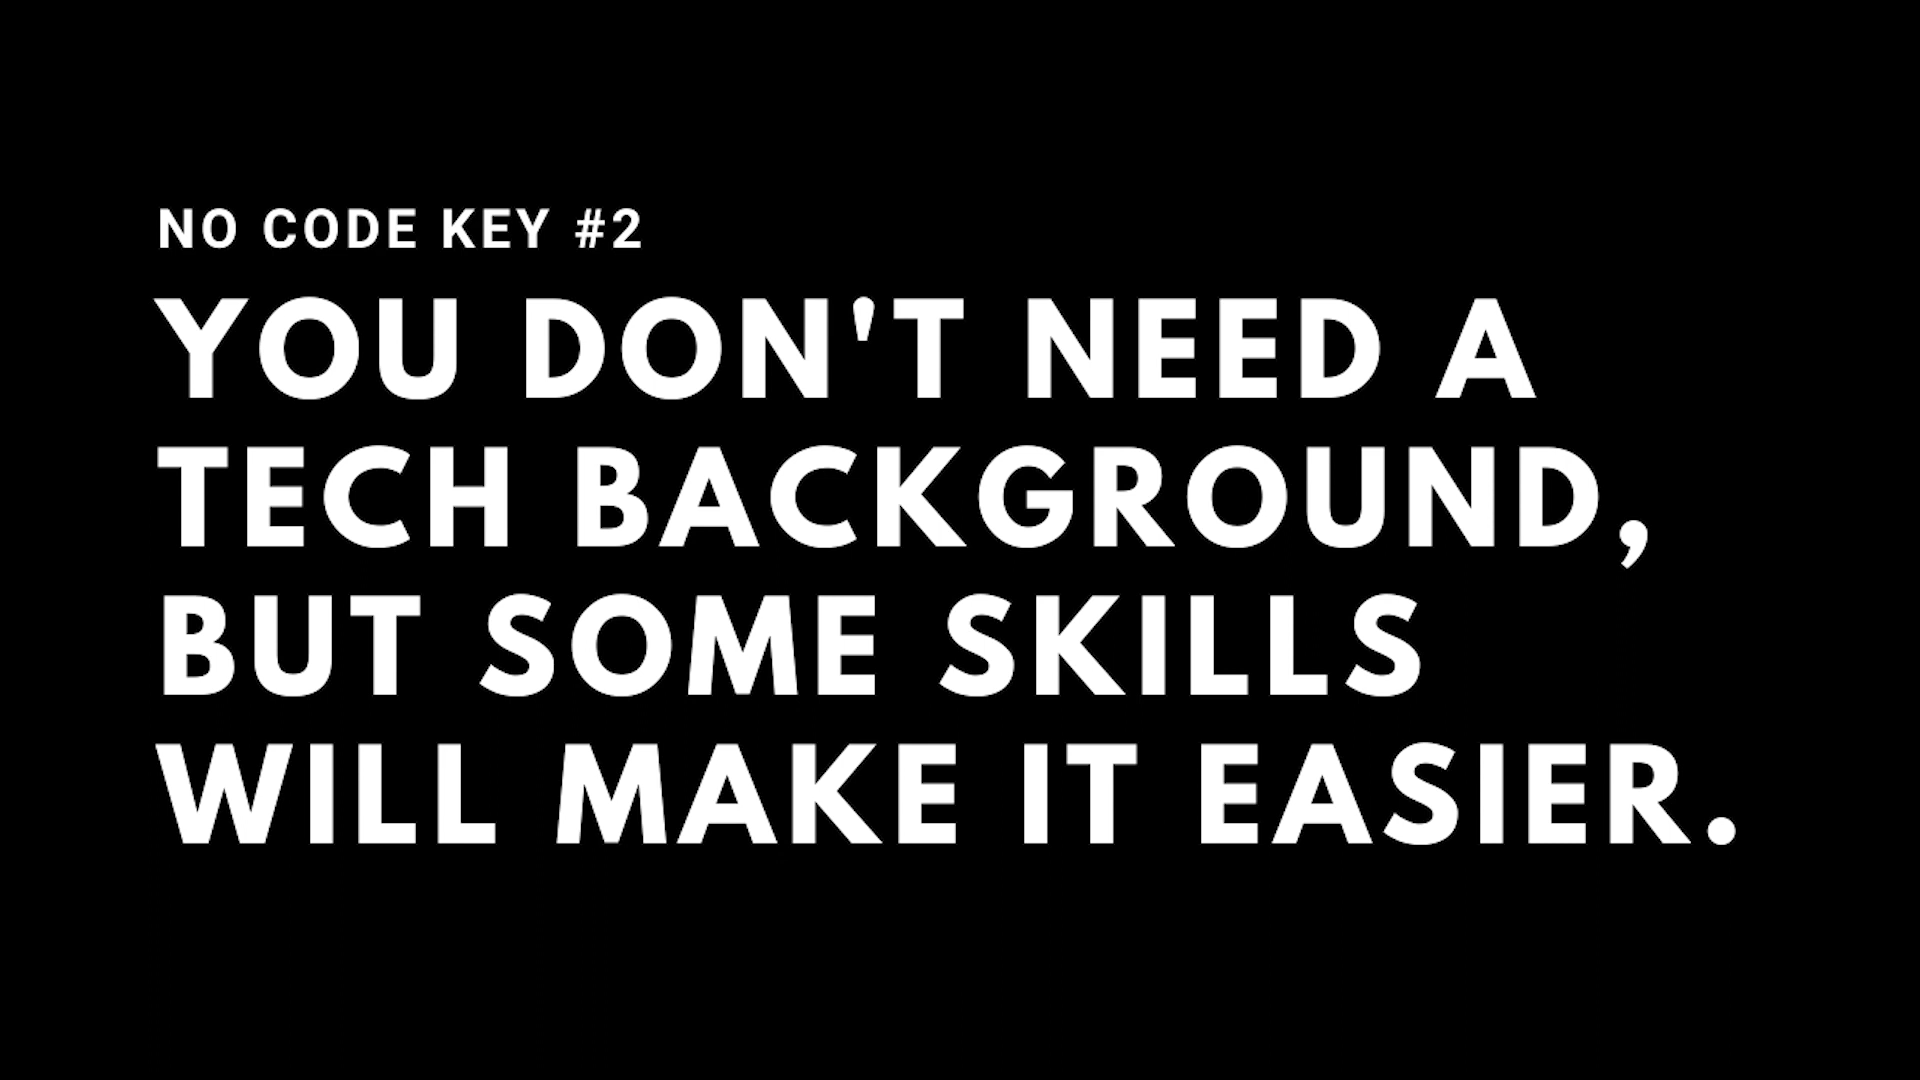 NO CODE KEY #2
YOU DON'T NEED A
TECH BACKGROUND,
BUT SOME SKILLS
WILL MAKE IT EASIER.